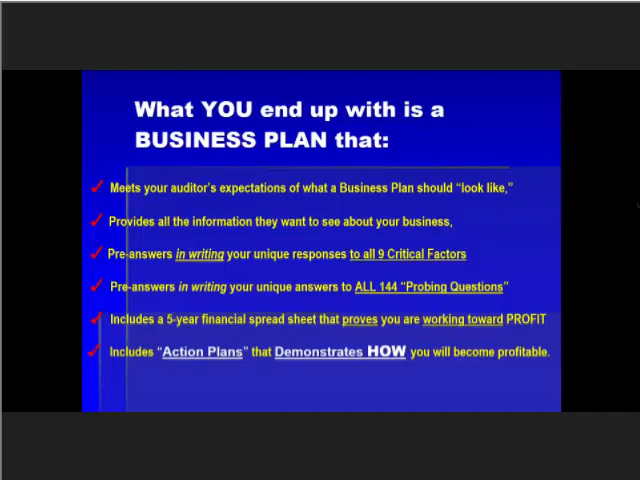 What YOU end up with is a
BUSINESS PLAN that:
Meets your auditor's expectations of what a Business Plan should "look like,"
Provides all the information they want to see about your business,
Pre-answers in writing your unique responses to all 9 Critical Factors
Pre-answers in writing your unique answers to ALL 144 "Probing Questions"
Includes a 5-year financial spread sheet that proves you are working toward PROFIT
Includes "Action Plans" that Demonstrates HOW you will become profitable.